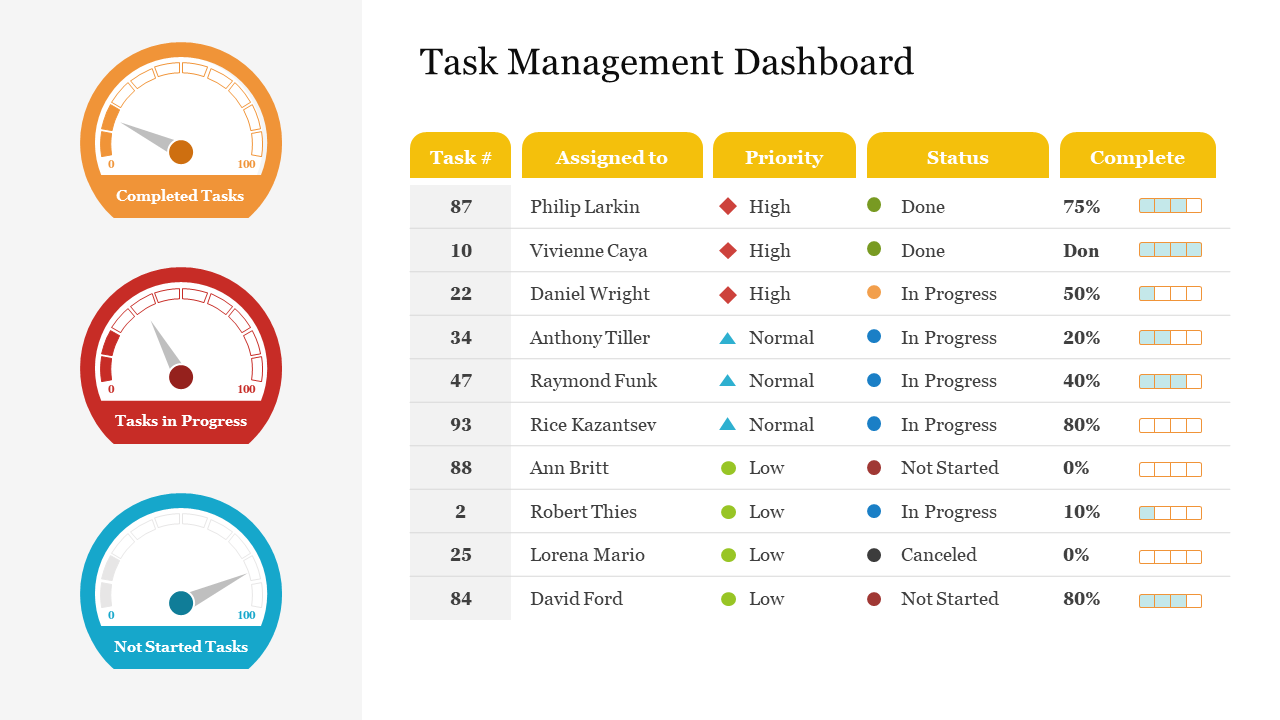 Task Management Dashboard
0 100
Completed Tasks
0 100
Tasks in Progress
0 100
Not Started Tasks
Task # Assigned to Priority Status Complete
87 Philip Larkin High Done 75%
10 Vivienne Caya High Done Don
22 Daniel Wright High In Progress 50%
34 Anthony Tiller Normal In Progress 20%
47 Raymond Funk Normal In Progress 40%
93 Rice Kazantsev Normal In Progress 80%
88 Ann Britt Low Not Started 0%
2 Robert Thies Low In Progress 10%
25 Lorena Mario Low Canceled 0%
84 David Ford Low Not Started 80%